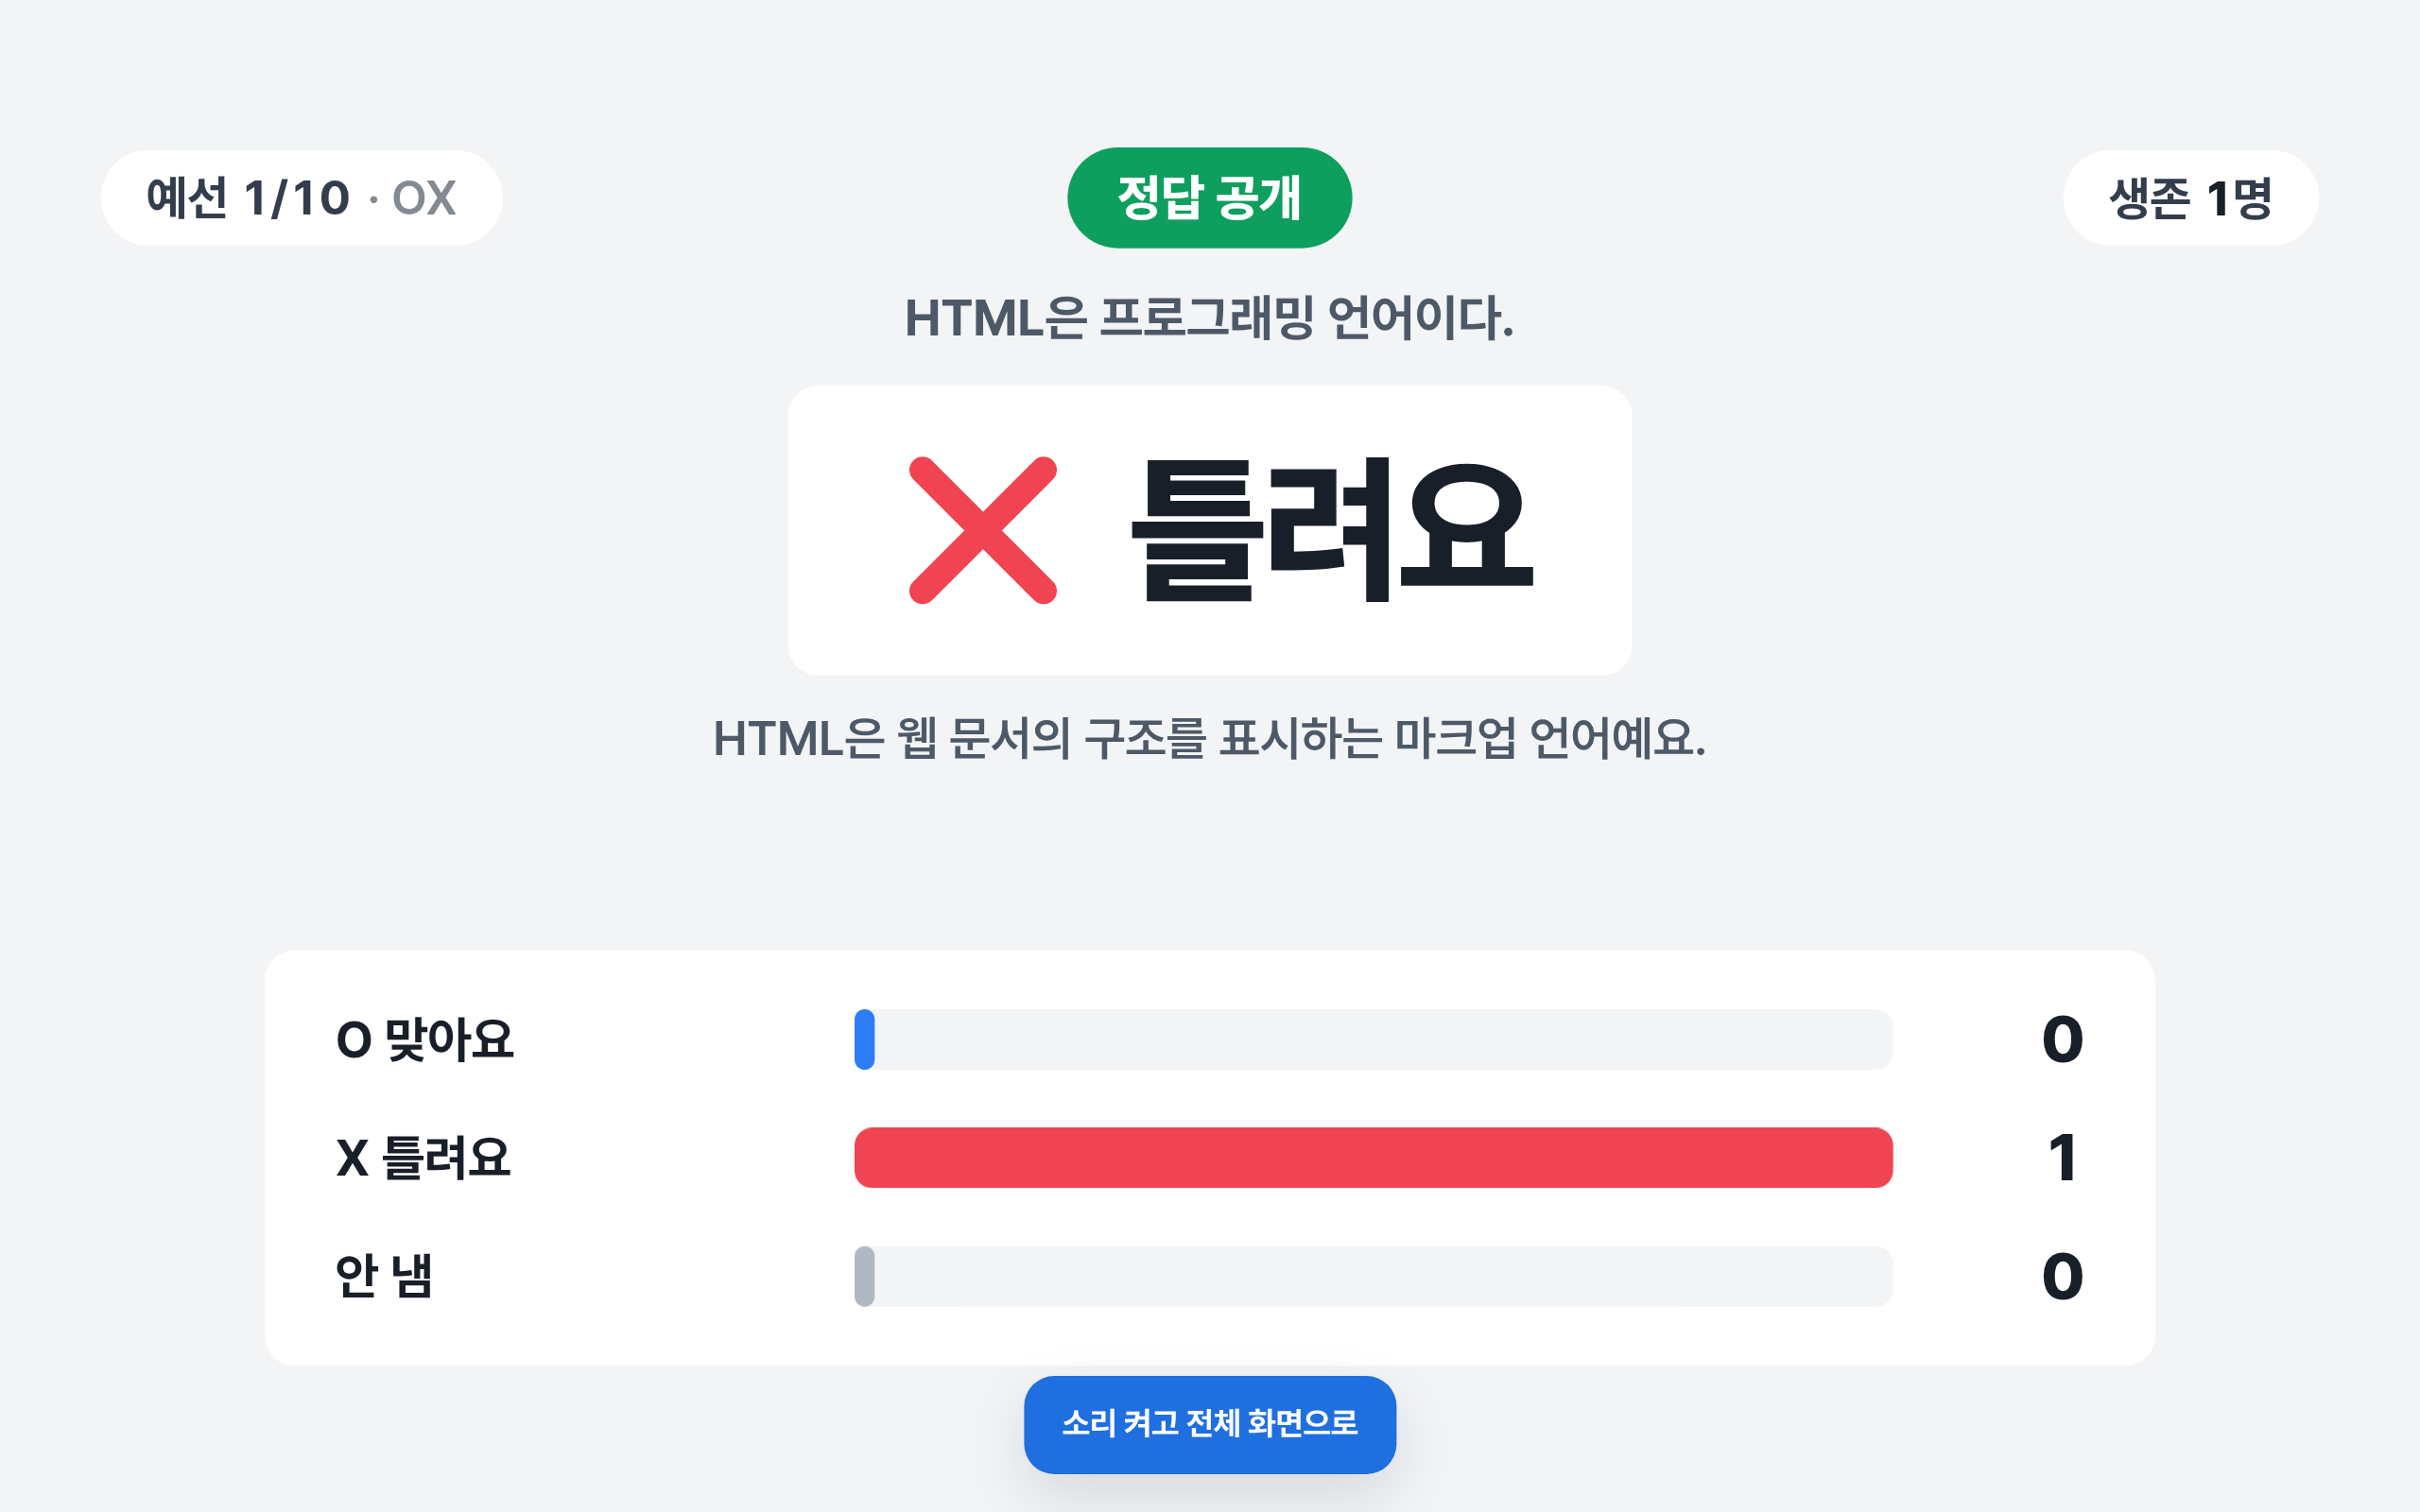 예선 1/10 · OX
정답 공개
생존 1명
HTML은 프로그래밍 언어이다.
틀려요
HTML은 웹 문서의 구조를 표시하는 마크업 언어예요.
O 맞아요 0
X 틀려요 1
안 냄 0
소리 켜고 전체 화면으로